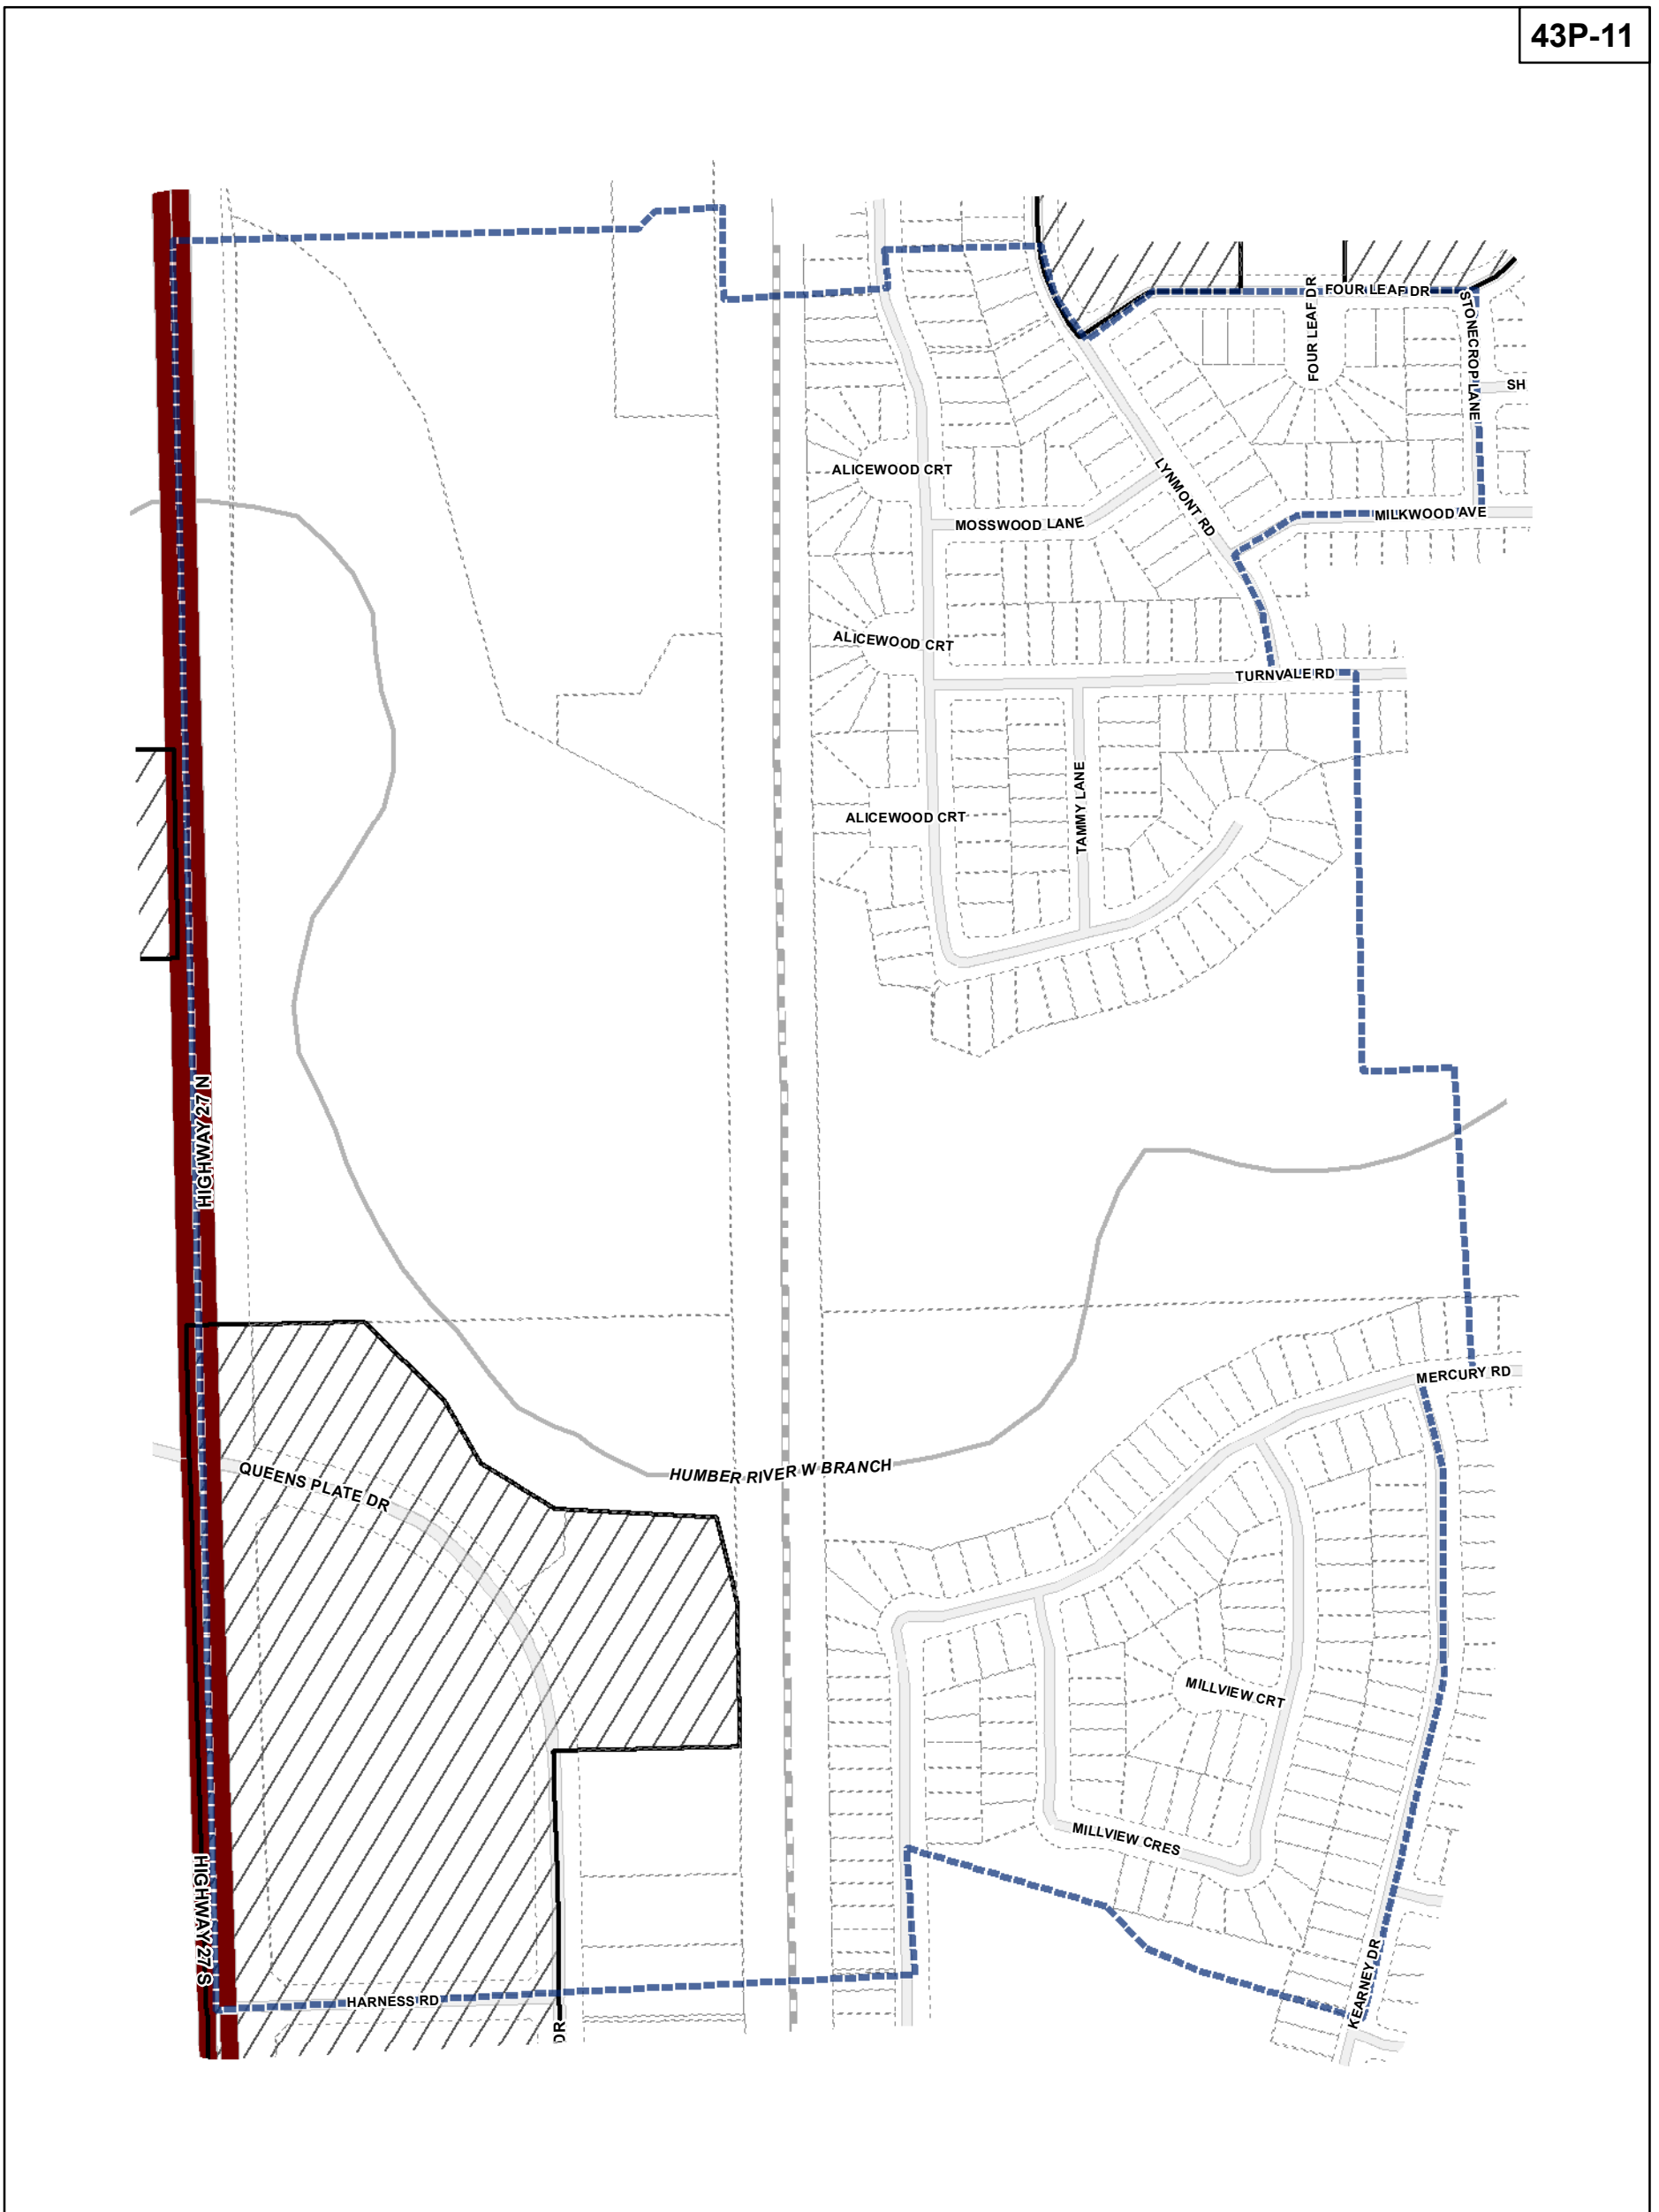 43P-11
FOUR LEAF DR
FOUR LEAF DR
STONECROP LANE
SH
ALICEWOOD CRT
LYNMONT RD
MOSSWOOD LANE
MILKWOOD AVE
ALICEWOOD CRT
TURNVALE RD
TAMMY LANE
ALICEWOOD CRT
HIGHWAY 27 N
MERCURY RD
HUMBER RIVER W BRANCH
QUEENS PLATE DR
MILLVIEW CRT
MILLVIEW CRES
HIGHWAY 27 S
KEARNEY DR
HARNESS RD
DR